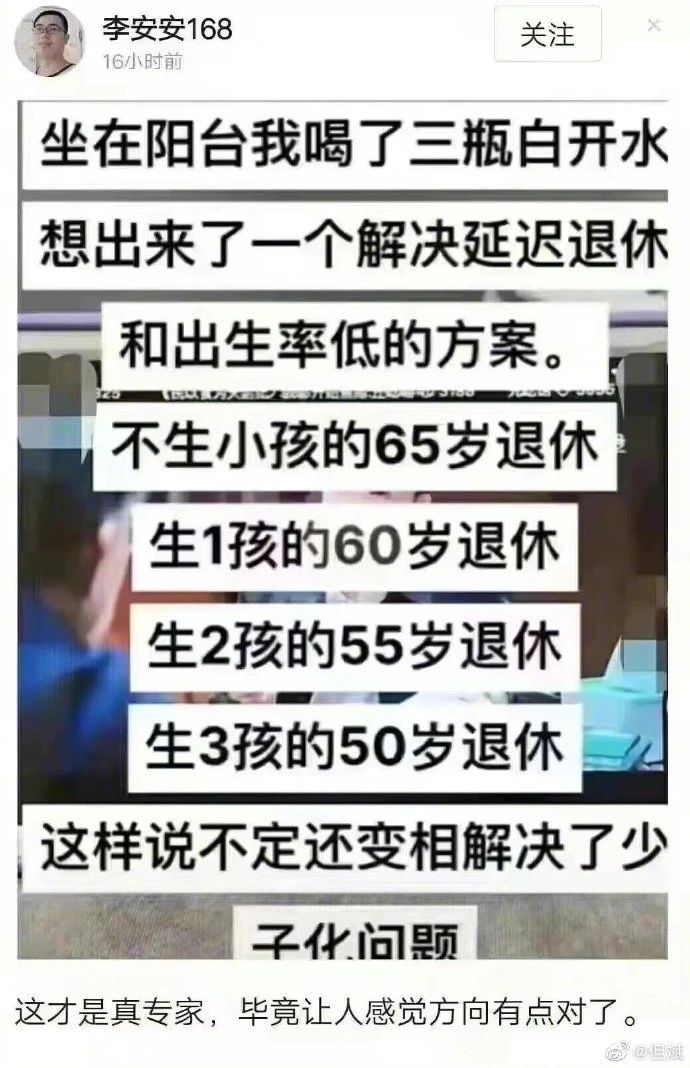 李安安168
16小时前
关注
坐在阳台我喝了三瓶白开水
想出来了一个解决延迟退休
和出生率低的方案。
不生小孩的65岁退休
生1孩的60岁退休
生2孩的55岁退休
生3孩的50岁退休
这样说不定还变相解决了少
子化问题
这才是真专家，毕竟让人感觉方向有点对了。
@但斌